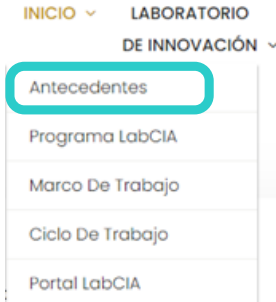 INICIO LABORATORIO
DE INNOVACIÓN
Antecedentes
Programa LabCIA
Marco De Trabajo
Ciclo De Trabajo
Portal LabCIA